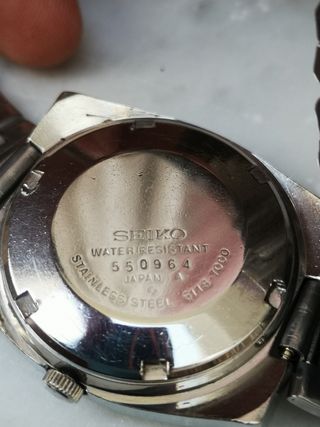 SEIKO
WATER RESISTANT
550964
JAPAN J
STAINLESS STEEL